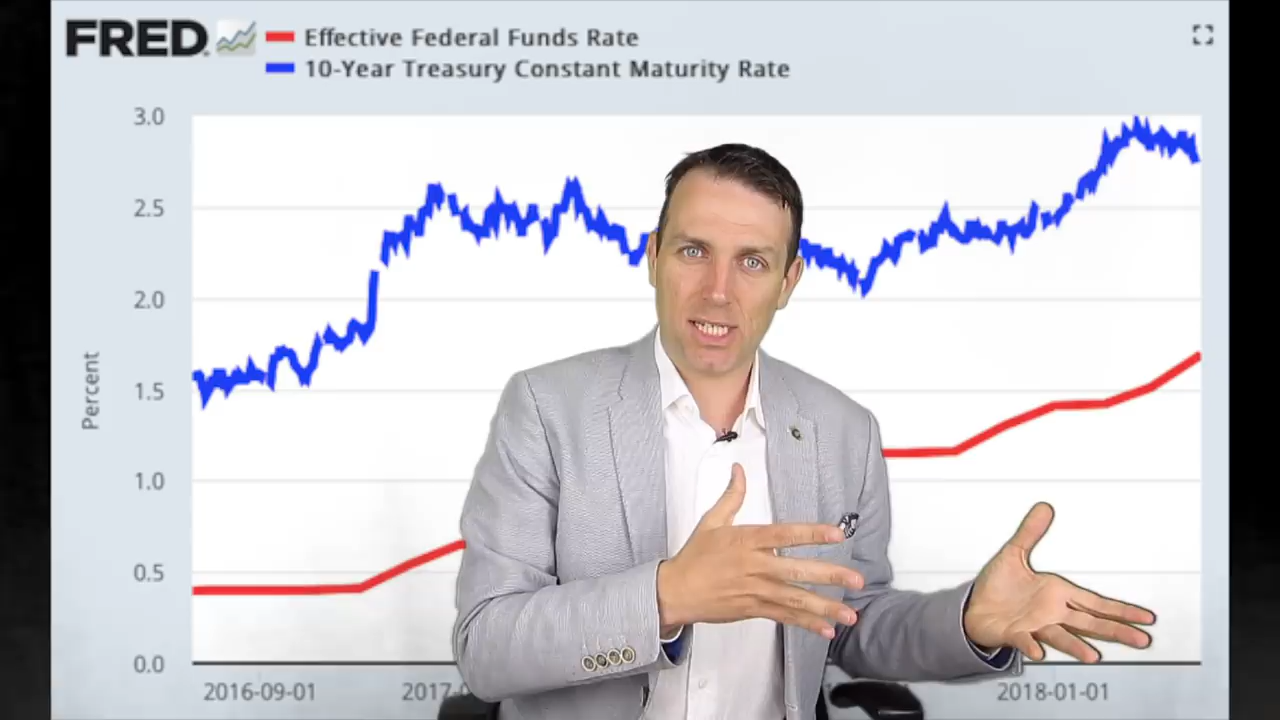 FRED
Effective Federal Funds Rate
10-Year Treasury Constant Maturity Rate
3.0
2.5
2.0
1.5
1.0
0.5
0.0
Percent
2016-09-01
2018-01-01